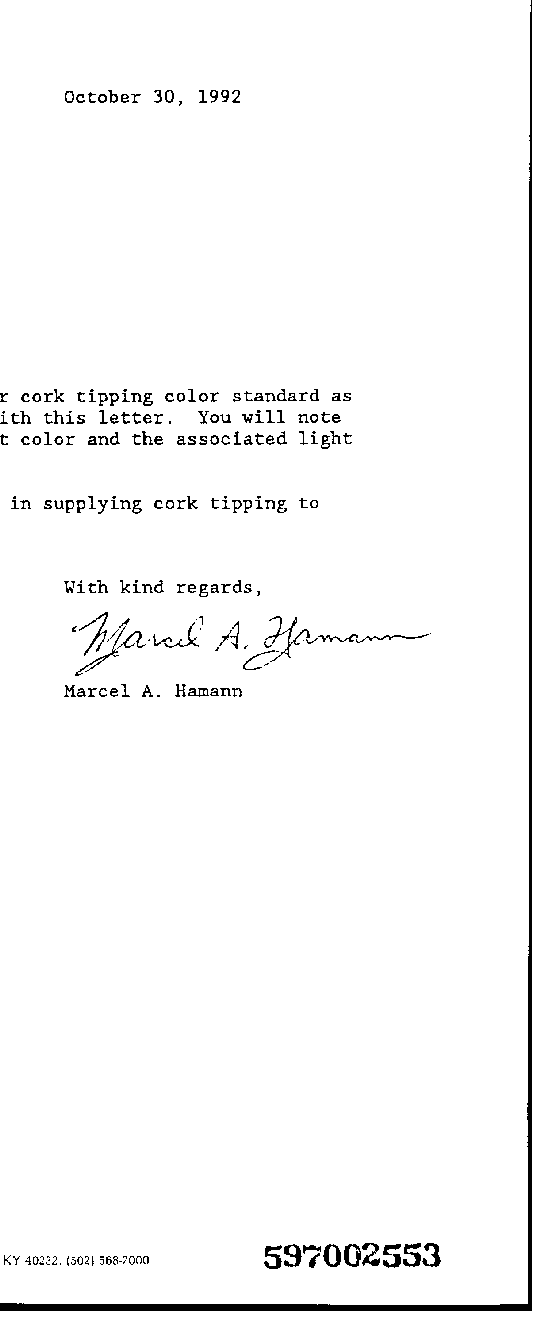 October 30, 1992
r cork tipping color standard as
ith this letter. You will note
t color and the associated light
in supplying cork tipping to
With kind regards,
Marcel A. Hamann
Marcel A. Hamann
KY 40232, (502) 568-7000
597002553